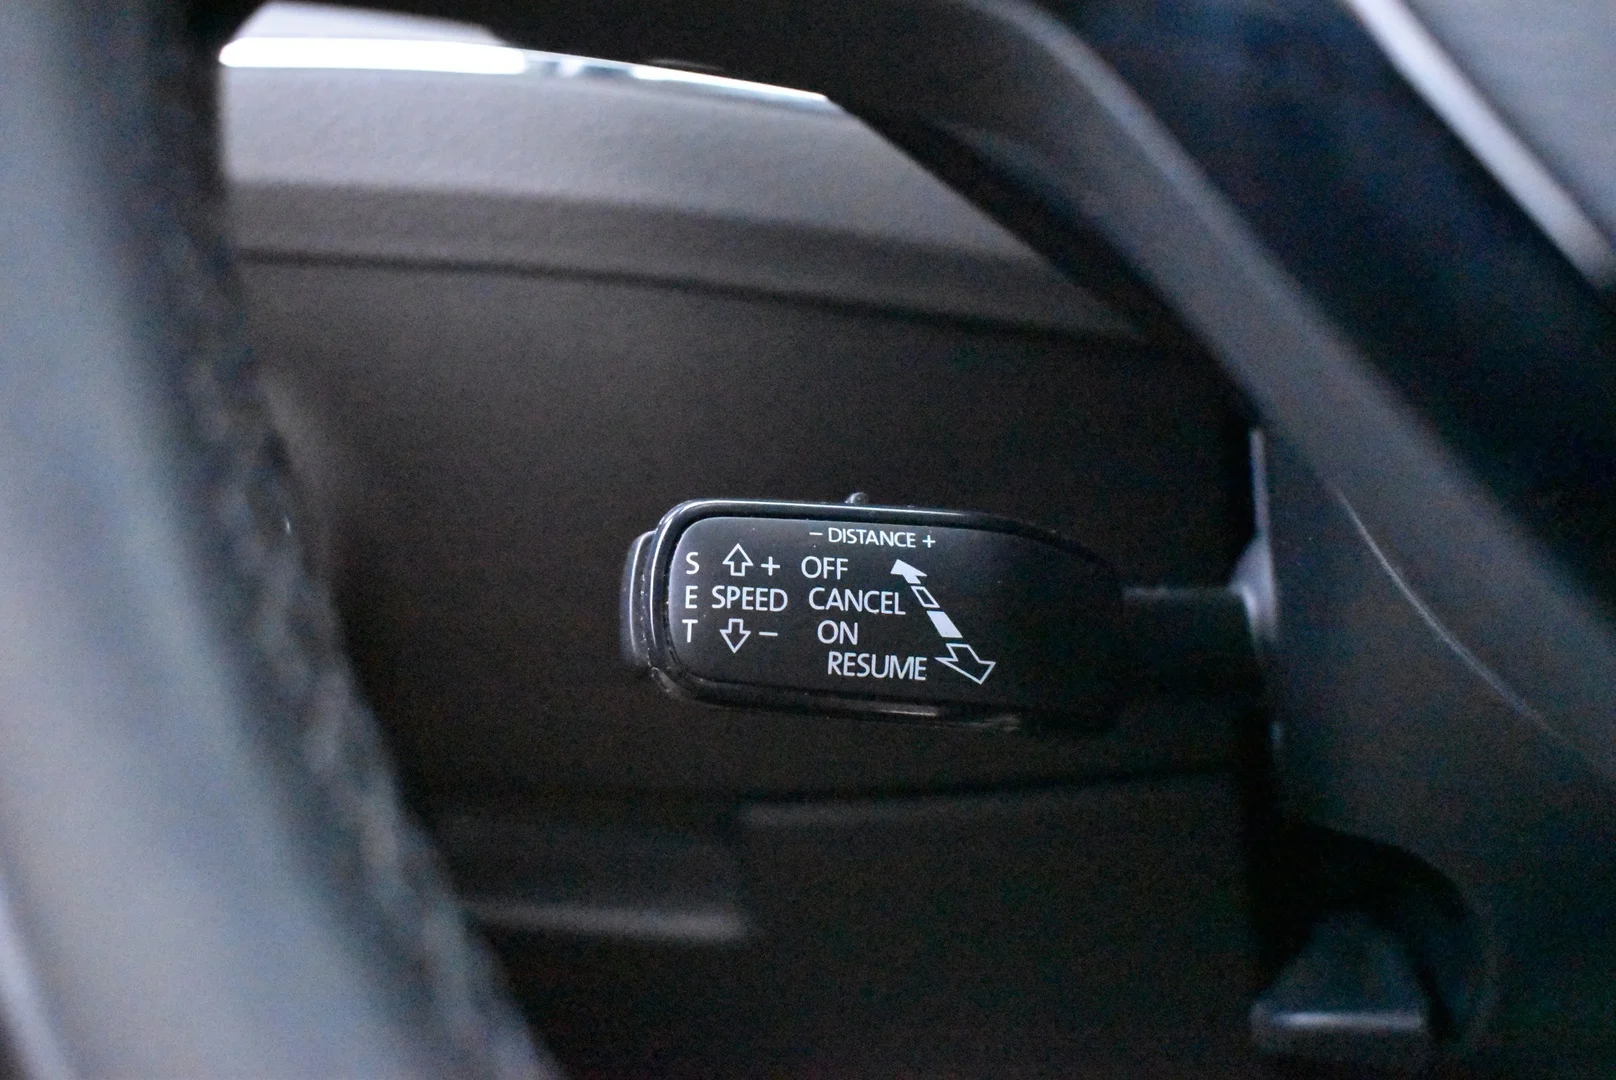 − DISTANCE +
S + OFF
E SPEED CANCEL
T − ON
RESUME